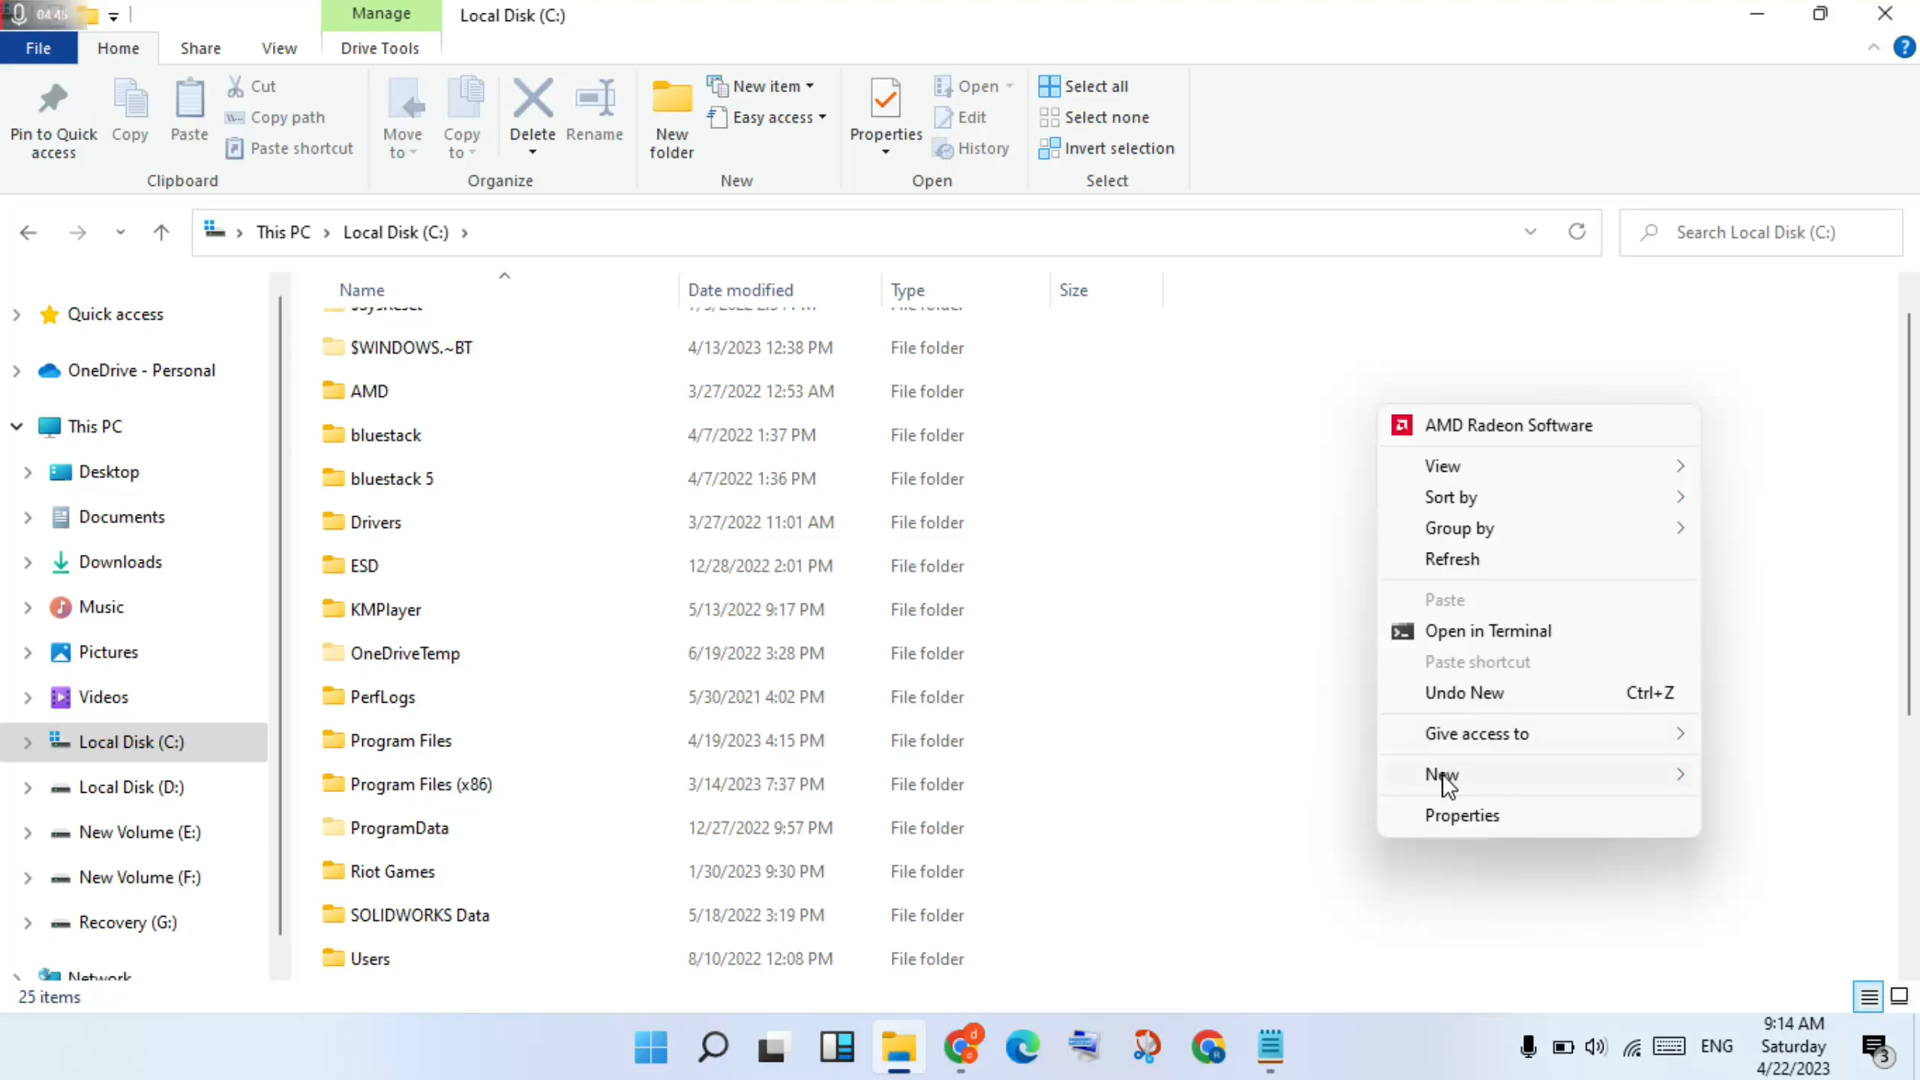 04:45
Manage
Local Disk (C:)
File
Home
Share
View
Drive Tools
Pin to Quick access
Copy
Paste
Cut
Copy path
Paste shortcut
Move to
Copy to
Delete
Rename
New folder
New item
Easy access
Properties
Open
Edit
History
Select all
Select none
Invert selection
Clipboard
Organize
New
Open
Select
This PC
Local Disk (C:)
Search Local Disk (C:)
Name Date modified Type Size
$WINDOWS.~BT 4/13/2023 12:38 PM File folder
AMD 3/27/2022 12:53 AM File folder
bluestack 4/7/2022 1:37 PM File folder
bluestack 5 4/7/2022 1:36 PM File folder
Drivers 3/27/2022 11:01 AM File folder
ESD 12/28/2022 2:01 PM File folder
KMPlayer 5/13/2022 9:17 PM File folder
OneDriveTemp 6/19/2022 3:28 PM File folder
PerfLogs 5/30/2021 4:02 PM File folder
Program Files 4/19/2023 4:15 PM File folder
Program Files (x86) 3/14/2023 7:37 PM File folder
ProgramData 12/27/2022 9:57 PM File folder
Riot Games 1/30/2023 9:30 PM File folder
SOLIDWORKS Data 5/18/2022 3:19 PM File folder
Users 8/10/2022 12:08 PM File folder
Quick access
OneDrive - Personal
This PC
Desktop
Documents
Downloads
Music
Pictures
Videos
Local Disk (C:)
Local Disk (D:)
New Volume (E:)
New Volume (F:)
Recovery (G:)
Network
25 items
AMD Radeon Software
View
Sort by
Group by
Refresh
Paste
Open in Terminal
Paste shortcut
Undo New Ctrl+Z
Give access to
New
Properties
ENG
9:14 AM
Saturday
4/22/2023
3